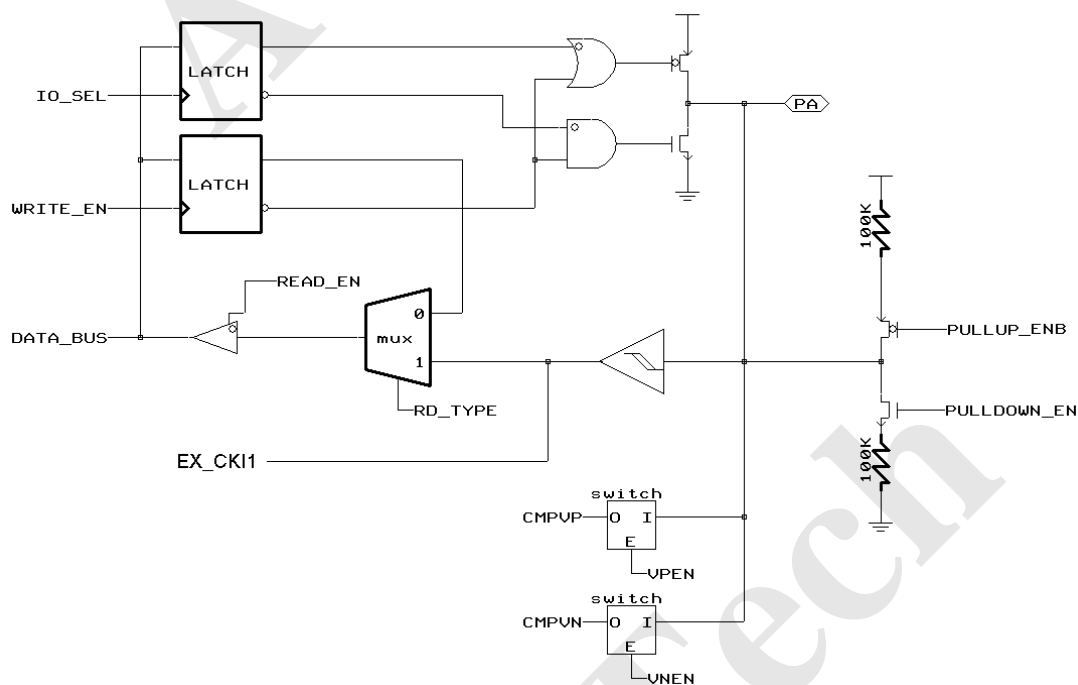 LATCH
IO_SEL
PA
LATCH
WRITE_EN
100K
READ_EN
0
DATA_BUS
mux
PULLUP_ENB
1
RD_TYPE
PULLDOWN_EN
EX_CKI1
100K
switch
CMPVP
O I
E
VPEN
switch
CMPVN
O I
E
VNEN
Tech